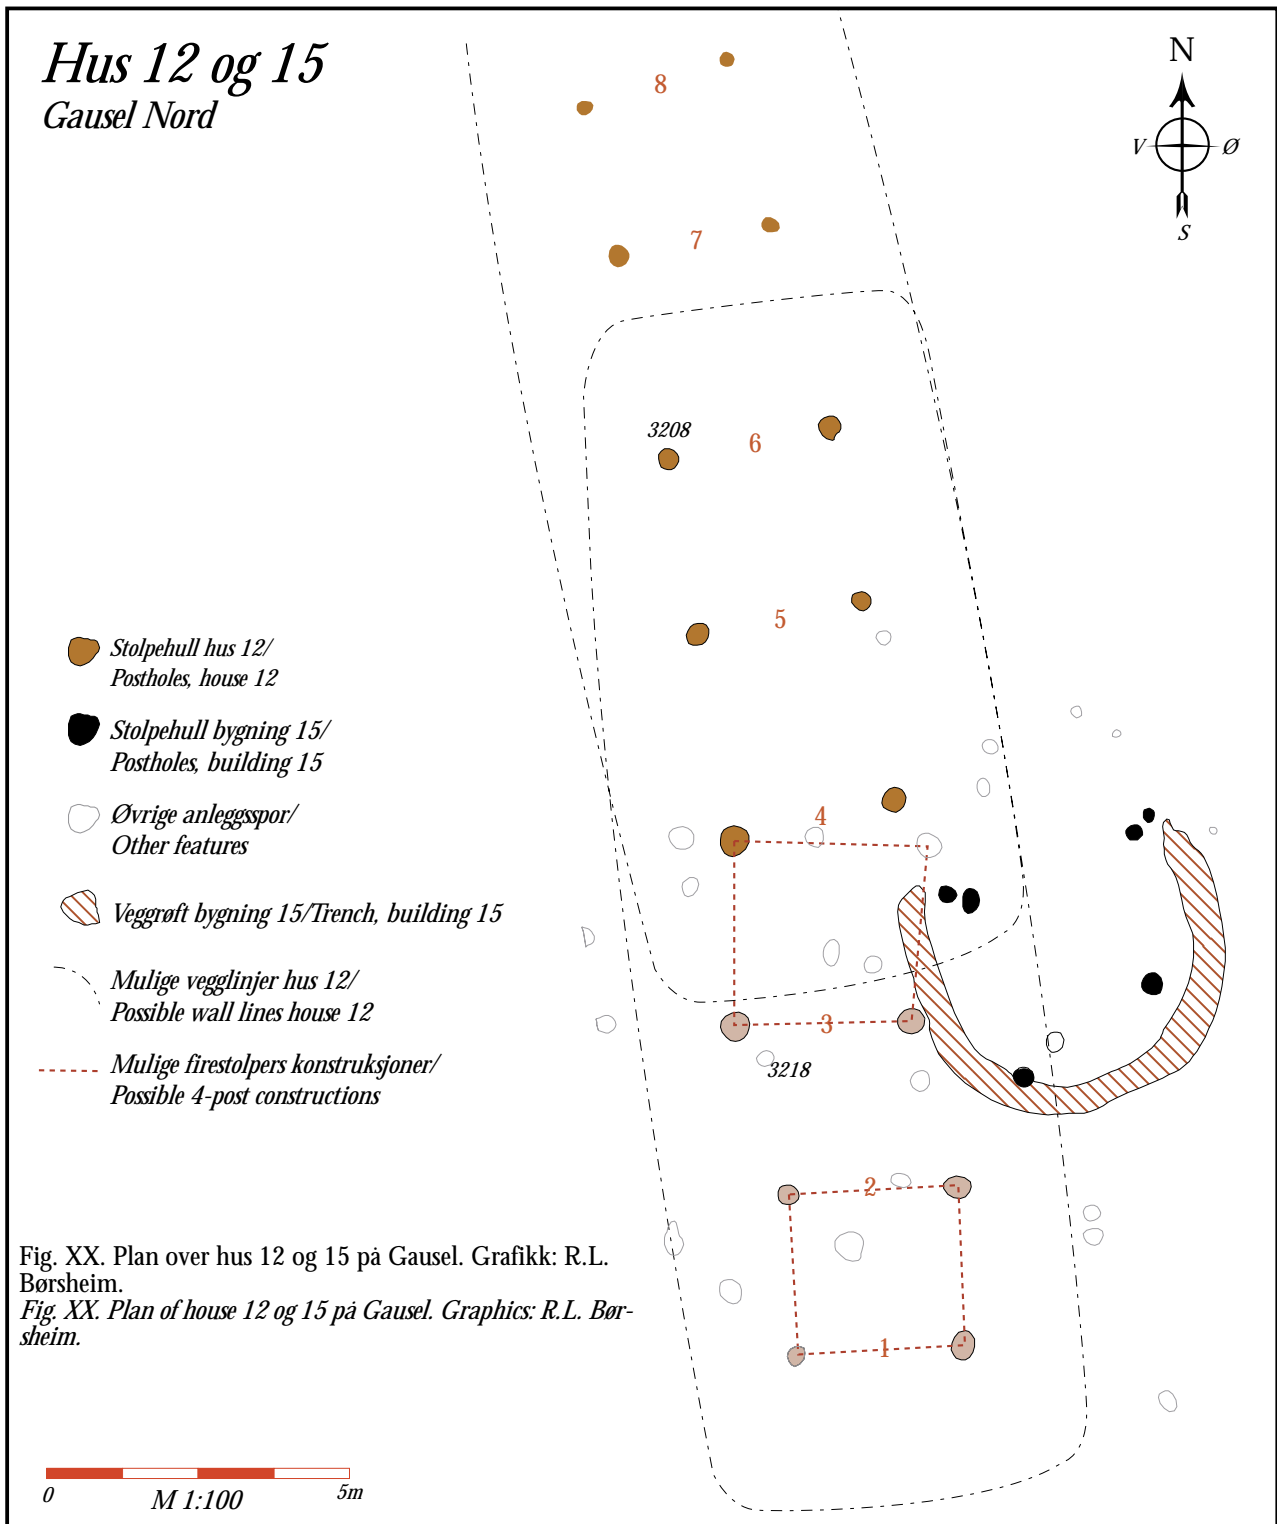 Hus 12 og 15
Gausel Nord
N
V
Ø
S
8
7
3208
6
5
4
3
3218
2
1
Stolpehull hus 12/
Postholes, house 12
Stolpehull bygning 15/
Postholes, building 15
Øvrige anleggsspor/
Other features
Veggrøft bygning 15/Trench, building 15
Mulige vegglinjer hus 12/
Possible wall lines house 12
Mulige firestolpers konstruksjoner/
Possible 4-post constructions
Fig. XX. Plan over hus 12 og 15 på Gausel. Grafikk: R.L.
Børsheim.
Fig. XX. Plan of house 12 og 15 på Gausel. Graphics: R.L. Bør-
sheim.
0
M 1:100
5m